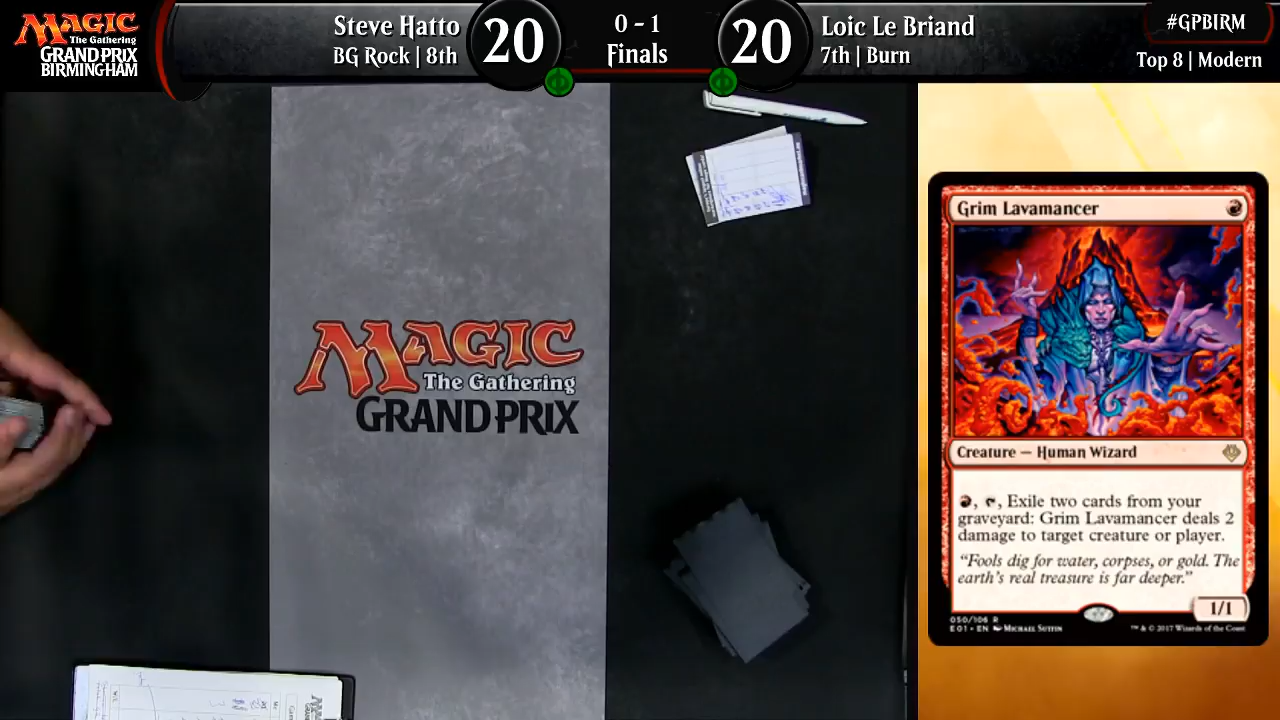 MAGIC
The Gathering
GRAND PRIX
BIRMINGHAM
Steve Hatto
BG Rock | 8th
20
0 - 1
Finals
20
Loic Le Briand
7th | Burn
#GPBIRM
Top 8 | Modern
MAGIC
The Gathering
GRAND PRIX
Grim Lavamancer
Creature — Human Wizard
, , Exile two cards from your
graveyard: Grim Lavamancer deals 2
damage to target creature or player.
“Fools dig for water, corpses, or gold. The
earth’s real treasure is far deeper.”
1/1
050/106 R
E01 • EN Michael Sutfin
™ & © 2017 Wizards of the Coast